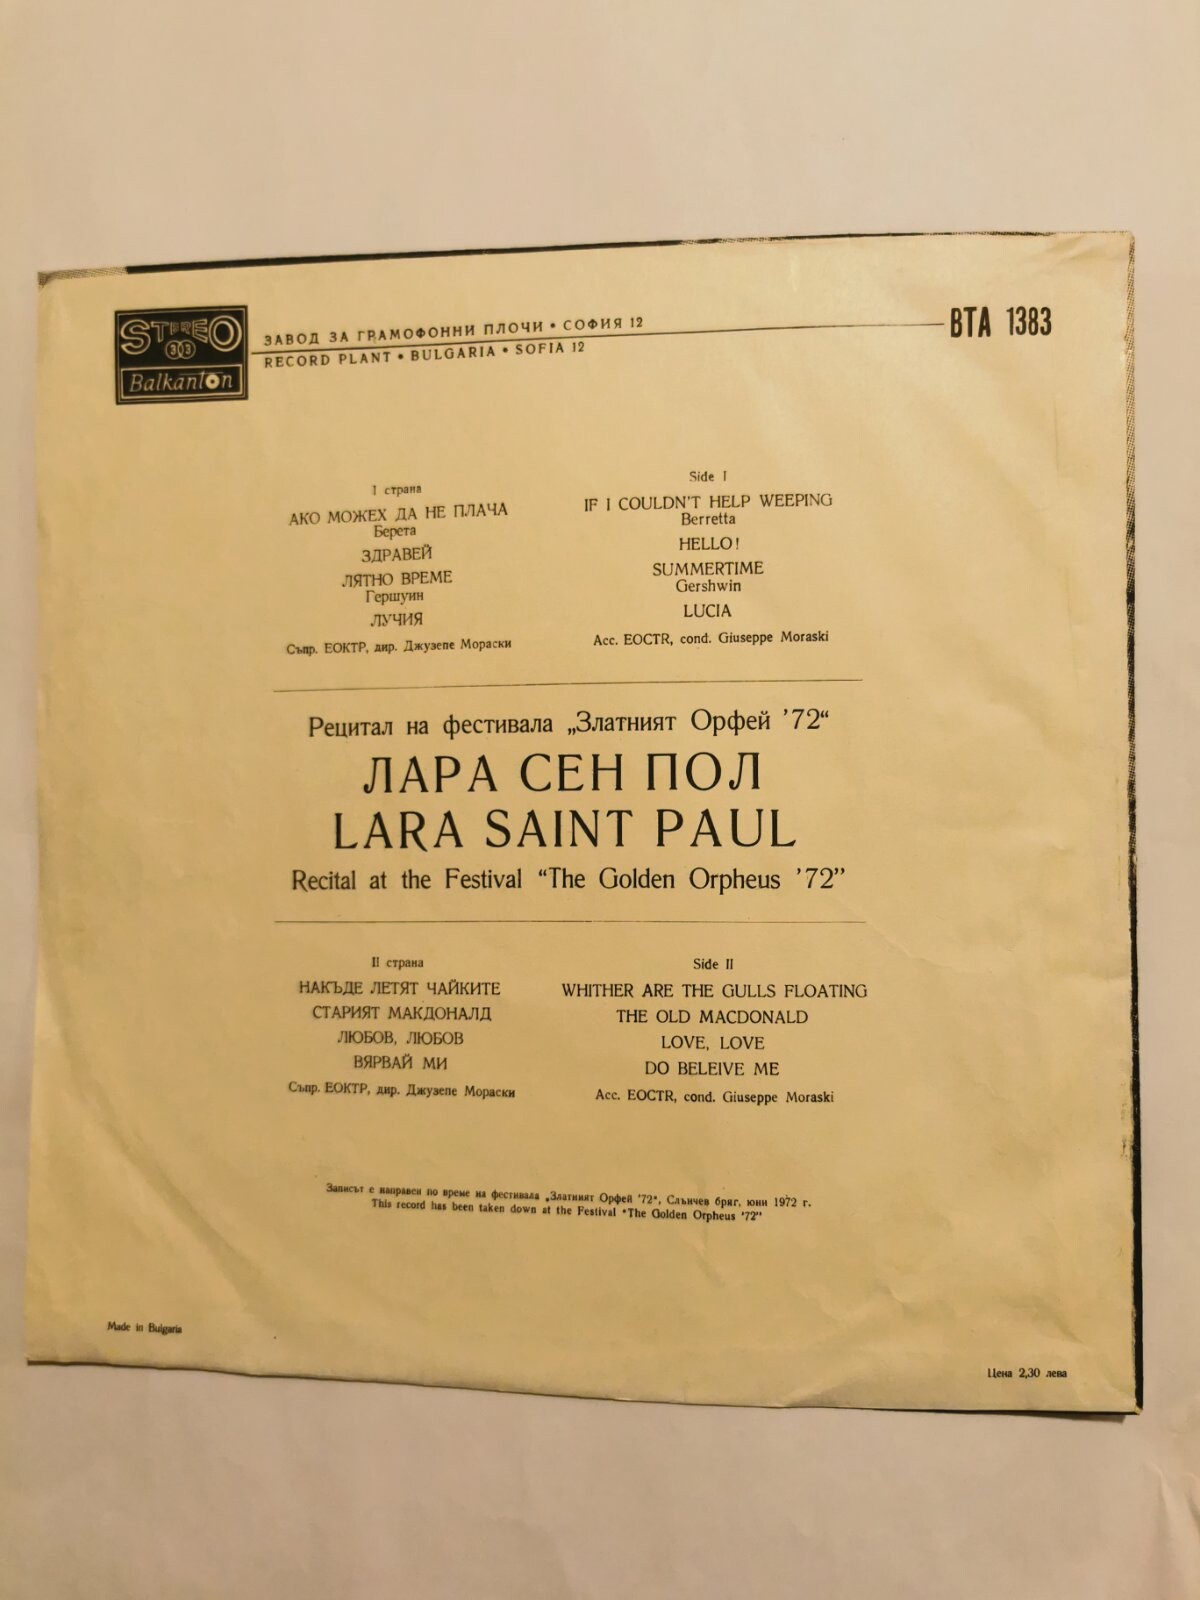 STEREO
33
Balkanton
ЗАВОД ЗА ГРАМОФОННИ ПЛОЧИ • СОФИЯ 12
RECORD PLANT • BULGARIA • SOFIA 12
ВТА 1383
I страна
АКО МОЖЕХ ДА НЕ ПЛАЧА
Берета
ЗДРАВЕЙ
ЛЯТНО ВРЕМЕ
Гершуин
ЛУЧИЯ
Съпр. ЕОКТР, дир. Джузепе Мораски
Side I
IF I COULDN'T HELP WEEPING
Berretta
HELLO!
SUMMERTIME
Gershwin
LUCIA
Acc. EOCTR, cond. Giuseppe Moraski
Рецитал на фестивала „Златният Орфей '72“
ЛАРА СЕН ПОЛ
LARA SAINT PAUL
Recital at the Festival “The Golden Orpheus '72”
II страна
НАКЪДЕ ЛЕТЯТ ЧАЙКИТЕ
СТАРИЯТ МАКДОНАЛД
ЛЮБОВ, ЛЮБОВ
ВЯРВАЙ МИ
Съпр. ЕОКТР, дир. Джузепе Мораски
Side II
WHITHER ARE THE GULLS FLOATING
THE OLD MACDONALD
LOVE, LOVE
DO BELEIVE ME
Acc. EOCTR, cond. Giuseppe Moraski
Записът е направен по време на фестивала „Златният Орфей '72“, Слънчев бряг, юни 1972 г.
This record has been taken down at the Festival “The Golden Orpheus '72”
Made in Bulgaria
Цена 2,30 лева